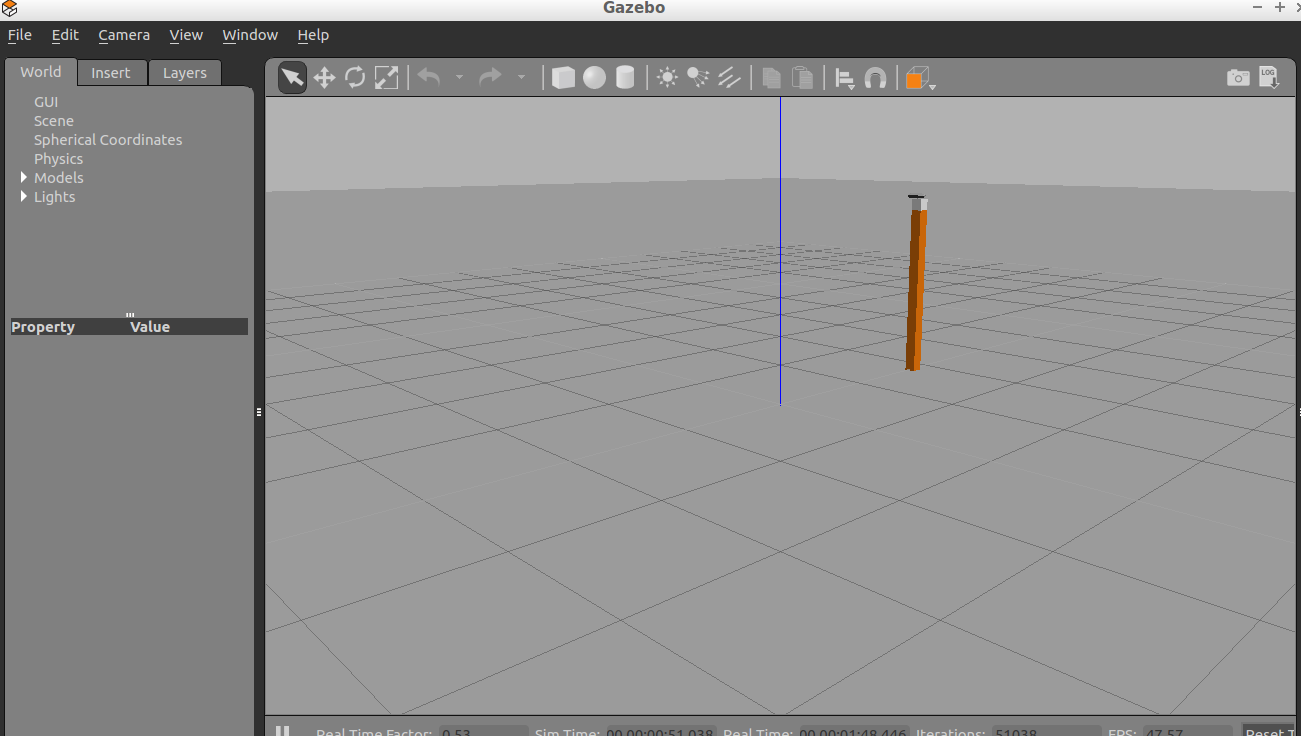 Gazebo
File Edit Camera View Window Help
World Insert Layers
LOG
GUI
Scene
Spherical Coordinates
Physics
Models
Lights
Property Value
Real Time Factor: 0.53 Sim Time: 00 00:00:51.038 Real Time: 00 00:01:48.446 Iterations: 51038 FPS: 47.57 Reset T